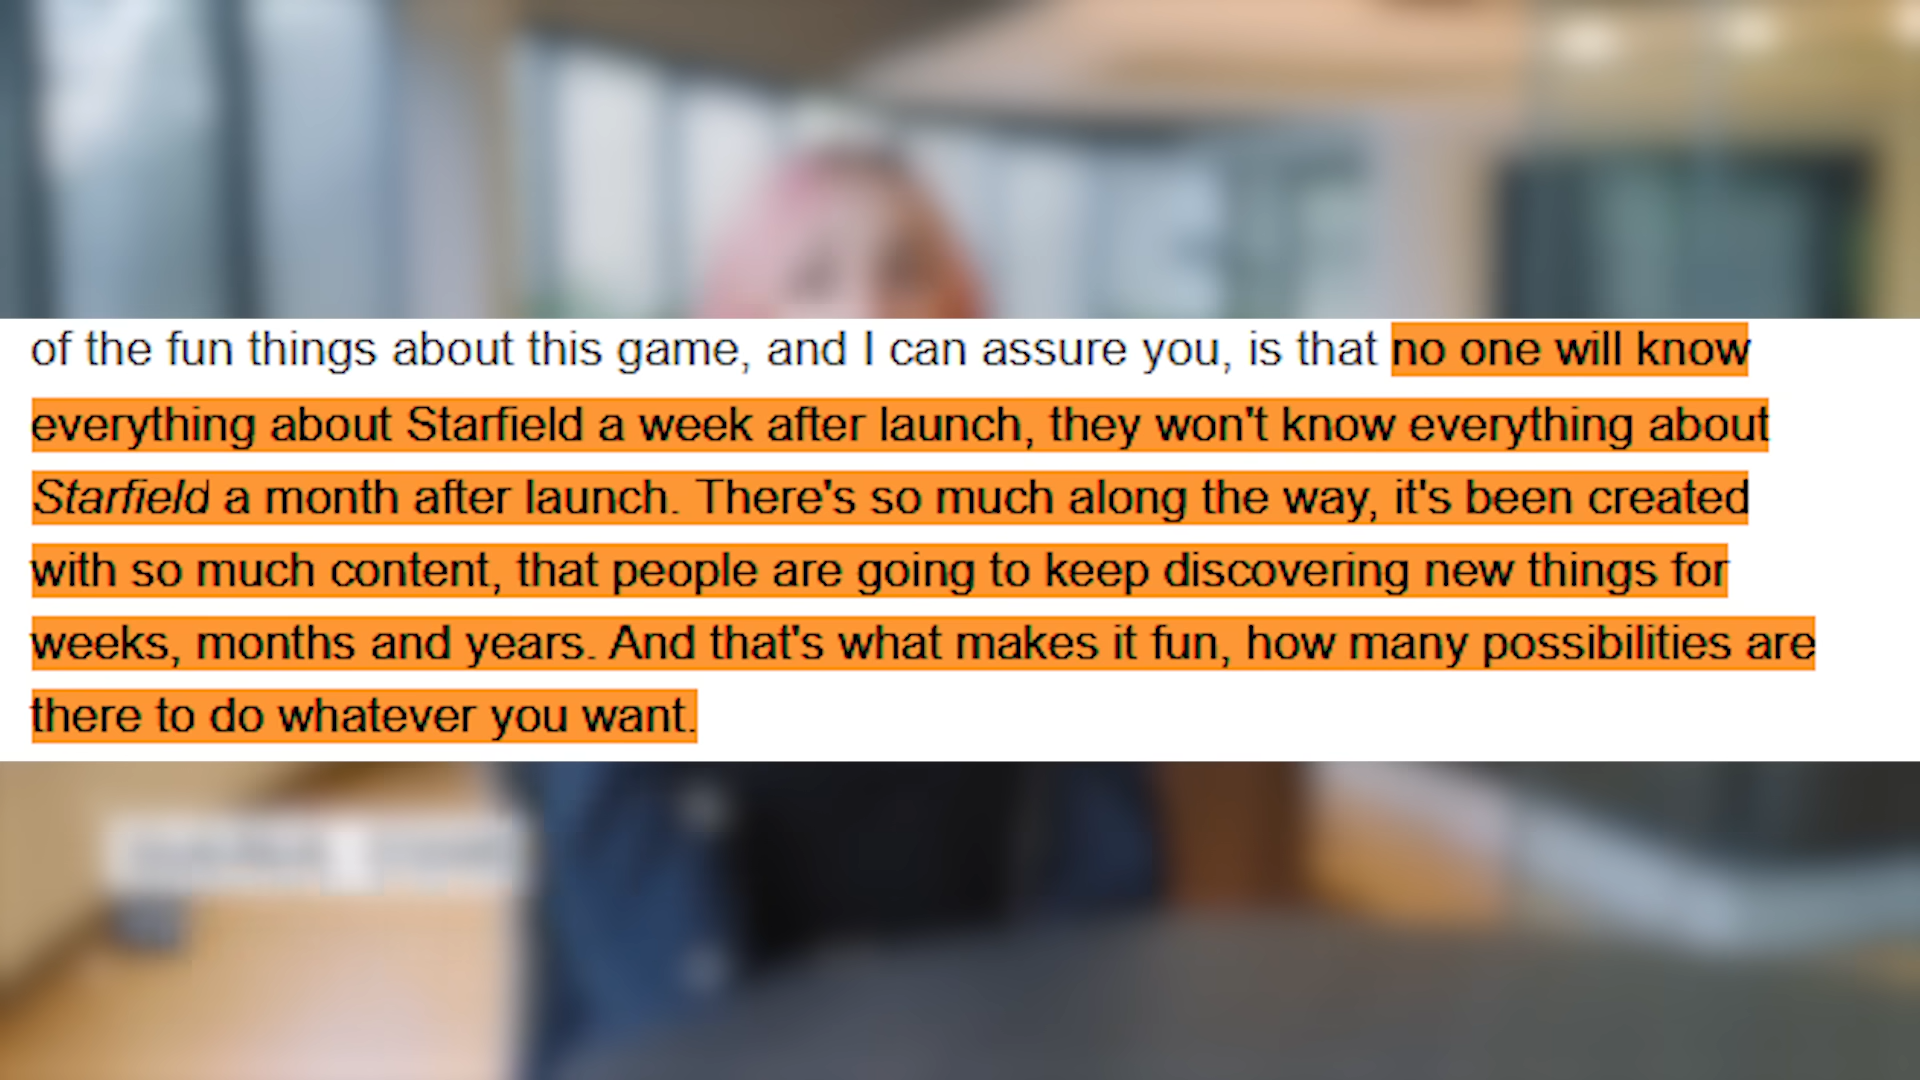 of the fun things about this game, and I can assure you, is that no one will know
everything about Starfield a week after launch, they won't know everything about
Starfield a month after launch. There's so much along the way, it's been created
with so much content, that people are going to keep discovering new things for
weeks, months and years. And that's what makes it fun, how many possibilities are
there to do whatever you want.